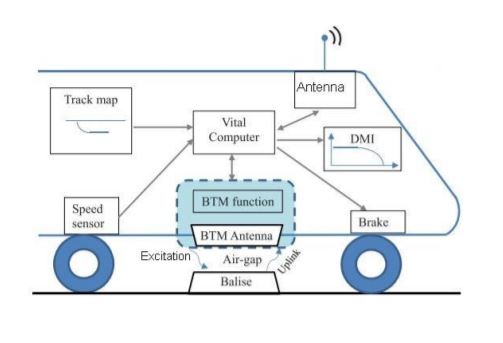 Antenna
Track map
Vital
Computer
DMI
BTM function
Speed
sensor
Brake
BTM Antenna
Excitation
Air-gap
Uplink
Balise